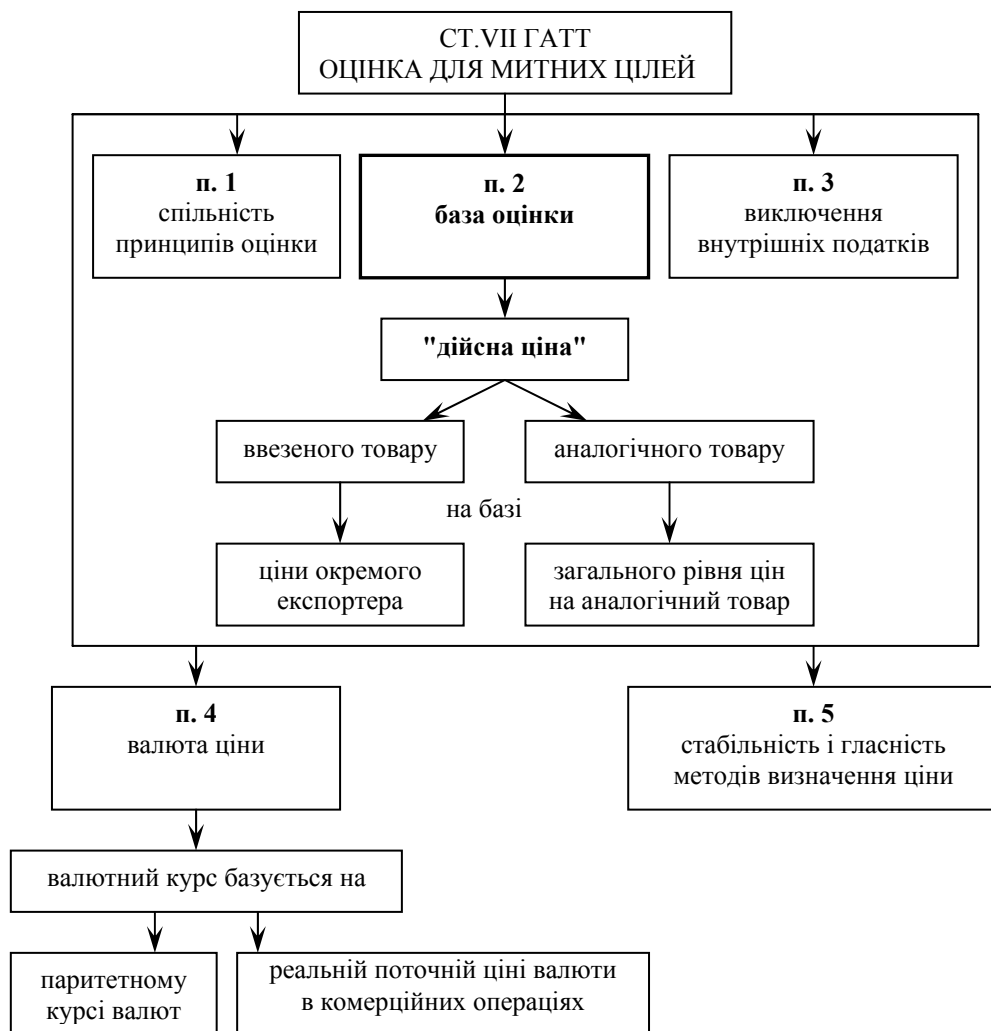 СТ.VII ГАТТ
ОЦІНКА ДЛЯ МИТНИХ ЦІЛЕЙ
п. 1
спільність
принципів оцінки
п. 2
база оцінки
п. 3
виключення
внутрішніх податків
"дійсна ціна"
ввезеного товару
аналогічного товару
на базі
ціни окремого
експортера
загального рівня цін
на аналогічний товар
п. 4
валюта ціни
п. 5
стабільність і гласність
методів визначення ціни
валютний курс базується на
паритетному
курсі валют
реальній поточній ціні валюти
в комерційних операціях